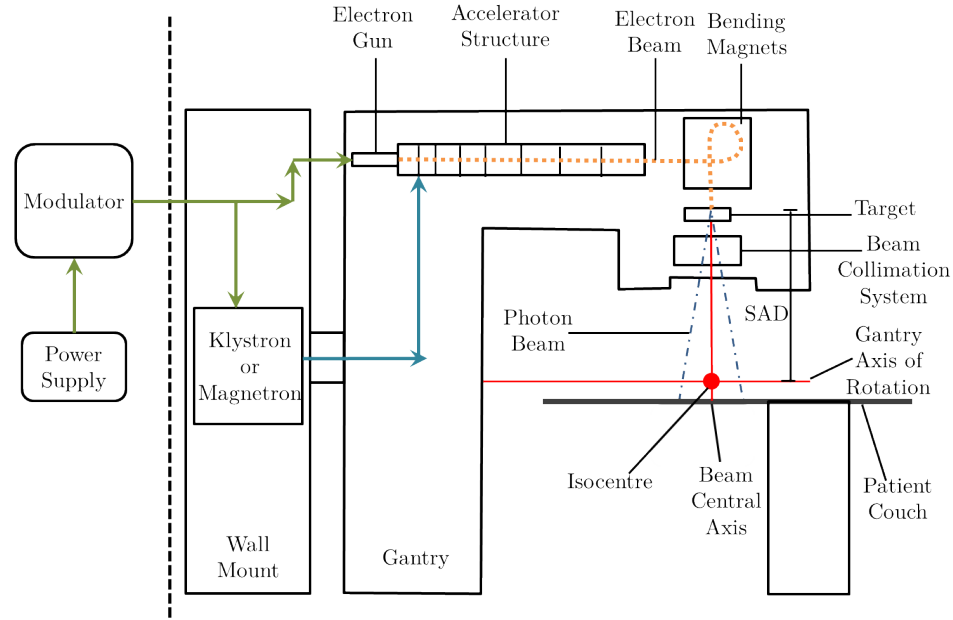 Electron
Gun
Accelerator
Structure
Electron
Beam
Bending
Magnets
Modulator
Target
Beam
Collimation
System
SAD
Photon
Beam
Gantry
Axis of
Rotation
Power
Supply
Klystron
or
Magnetron
Isocentre
Beam
Central
Axis
Patient
Couch
Wall
Mount
Gantry